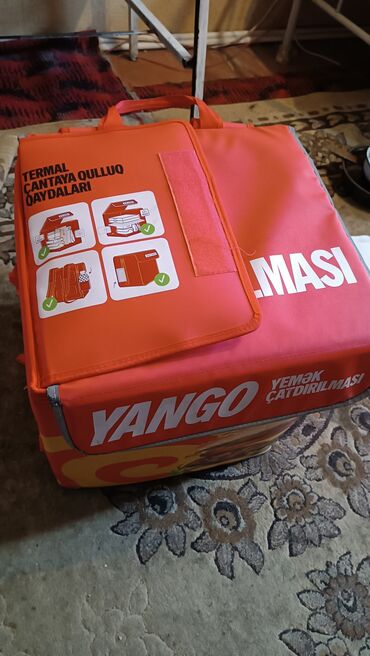 TERMAL
ÇANTAYA QULLUQ
QAYDALARI
LMASI
YANGO
YEMƏK
ÇATDIRILMASI